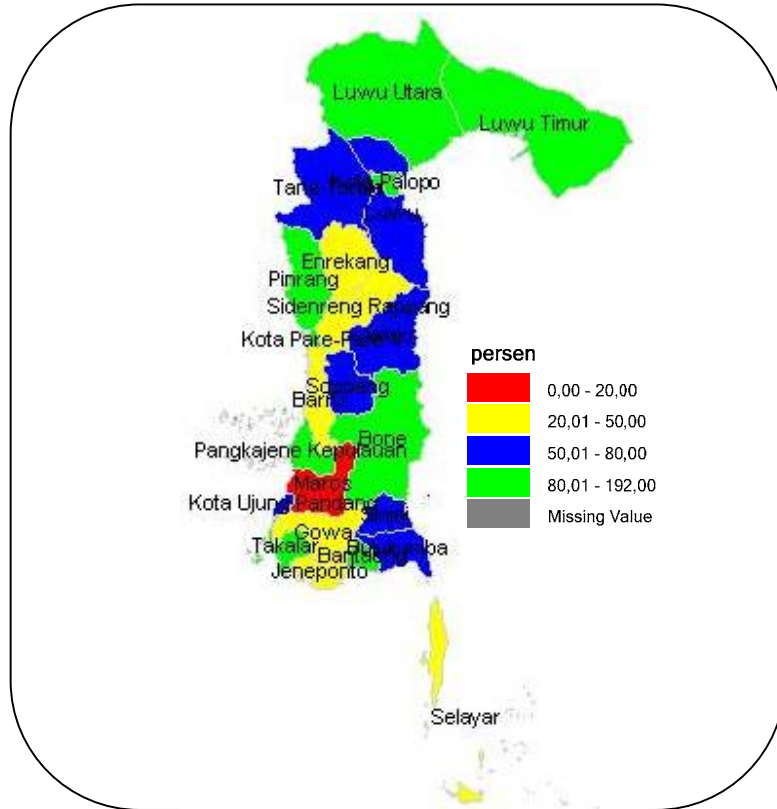 Luwu Utara
Luwu Timur
Palopo
Tana
Luwu
Enrekang
Pinrang
Sidenreng Rappang
Kota Pare-Pare
persen
0,00 - 20,00
20,01 - 50,00
50,01 - 80,00
80,01 - 192,00
Missing Value
Soppeng
Barru
Bone
Pangkajene Kepulauan
Maros
Kota Ujung Pandang
Gowa
Takalar
Jeneponto
Selayar